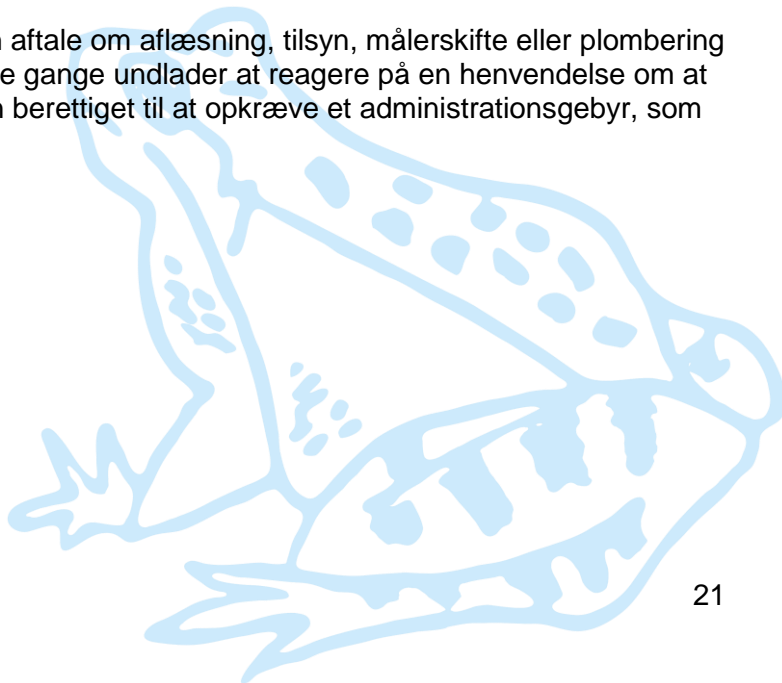 aftale om aflæsning, tilsyn, målerskifte eller plombering
gange undlader at reagere på en henvendelse om at
berettiget til at opkræve et administrationsgebyr, som
21